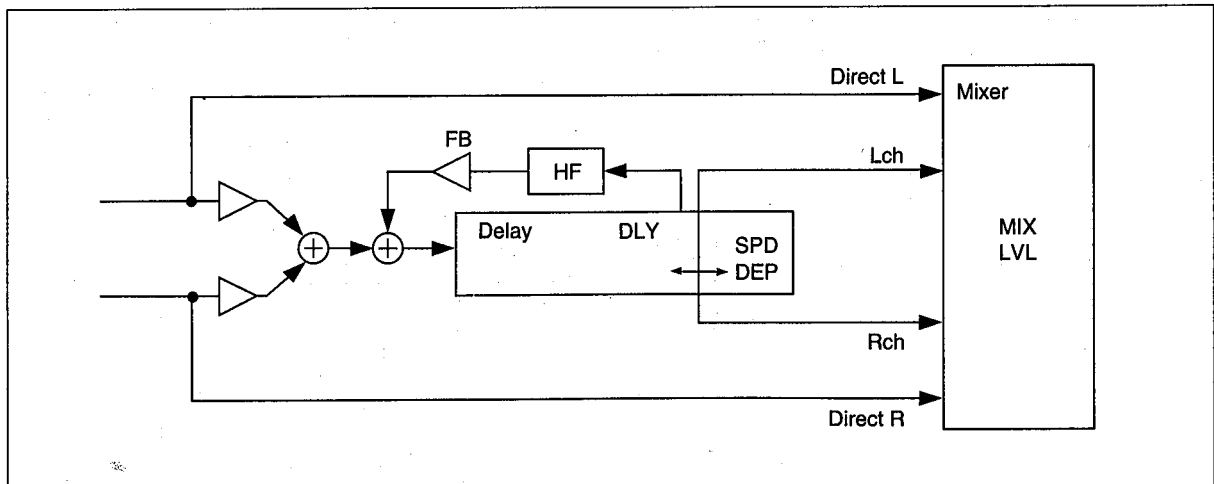 Direct L
Mixer
FB
HF
Lch
Delay
DLY
SPD
DEP
MIX
LVL
Rch
Direct R